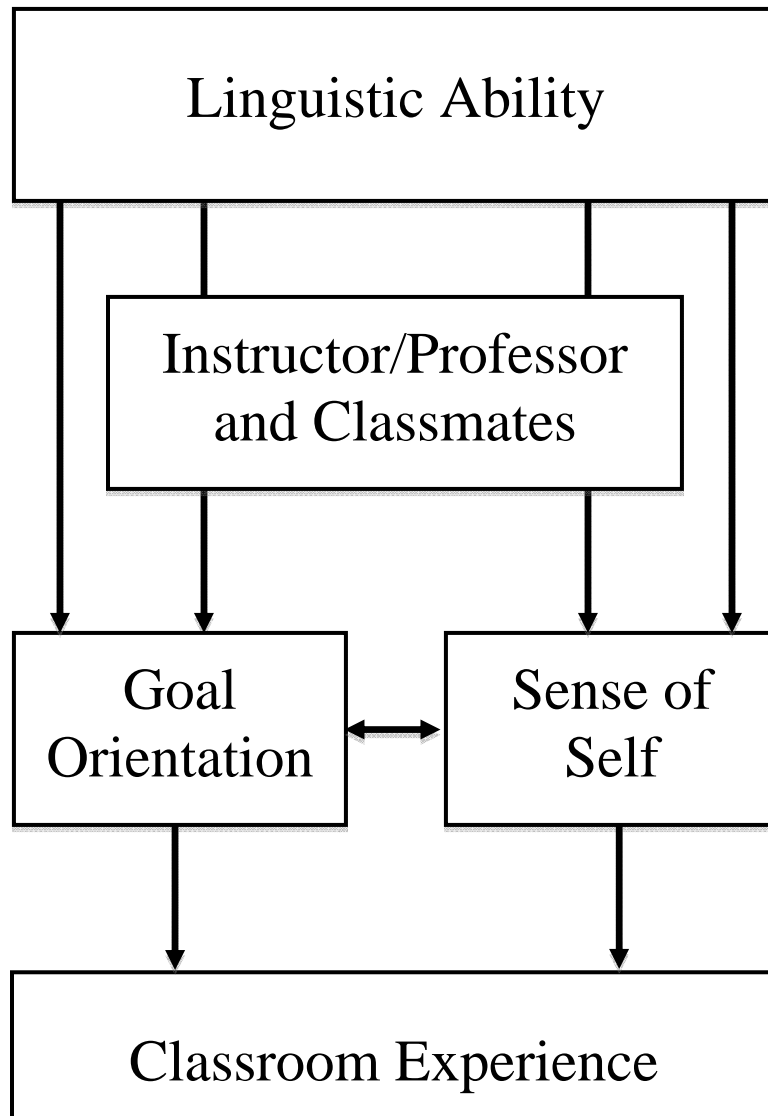 Linguistic Ability
Instructor/Professor
and Classmates
Goal
Orientation
Sense of
Self
Classroom Experience